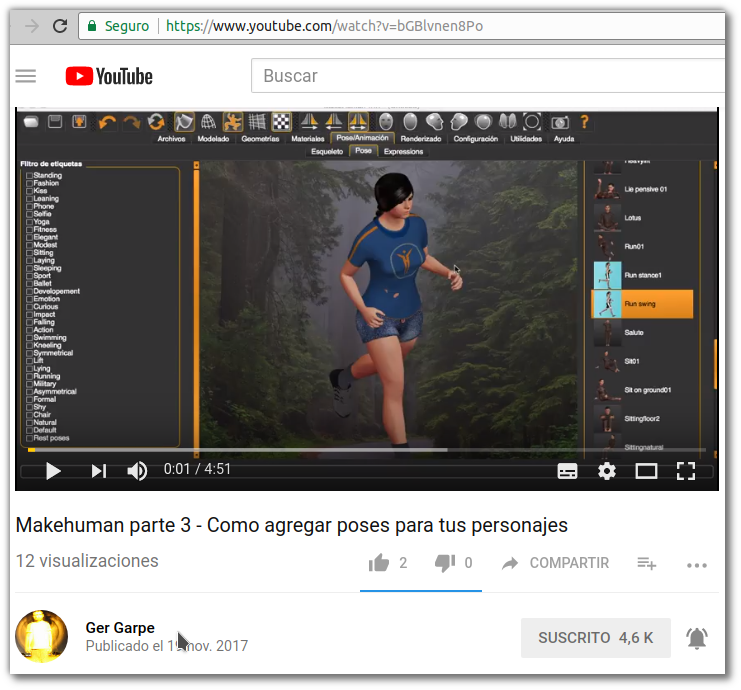 Seguro https://www.youtube.com/watch?v=bGBlvnen8Po
YouTube
Buscar
Archivos Modelado Geometrías Materiales Pose/Animación Renderizado Configuración Utilidades Ayuda
Esqueleto Pose Expressions
Filtro de etiquetas
Standing
Fashion
Kiss
Leaning
Phone
Selfie
Yoga
Fitness
Elegant
Modest
Sitting
Laying
Sleeping
Sport
Ballet
Developement
Emotion
Curious
Impact
Falling
Action
Swimming
Kneeling
Symmetrical
Lift
Lying
Running
Military
Asymmetrical
Formal
Shy
Chair
Natural
Default
Rest poses
Lie pensive 01
Lotus
Run01
Run stance1
Run swing
Salute
Sit01
Sit on ground01
Sittingfloor2
Sittingnatural
0:01 / 4:51
Makehuman parte 3 - Como agregar poses para tus personajes
12 visualizaciones
2 0 COMPARTIR
Ger Garpe
Publicado el 19 nov. 2017
SUSCRITO 4,6 K